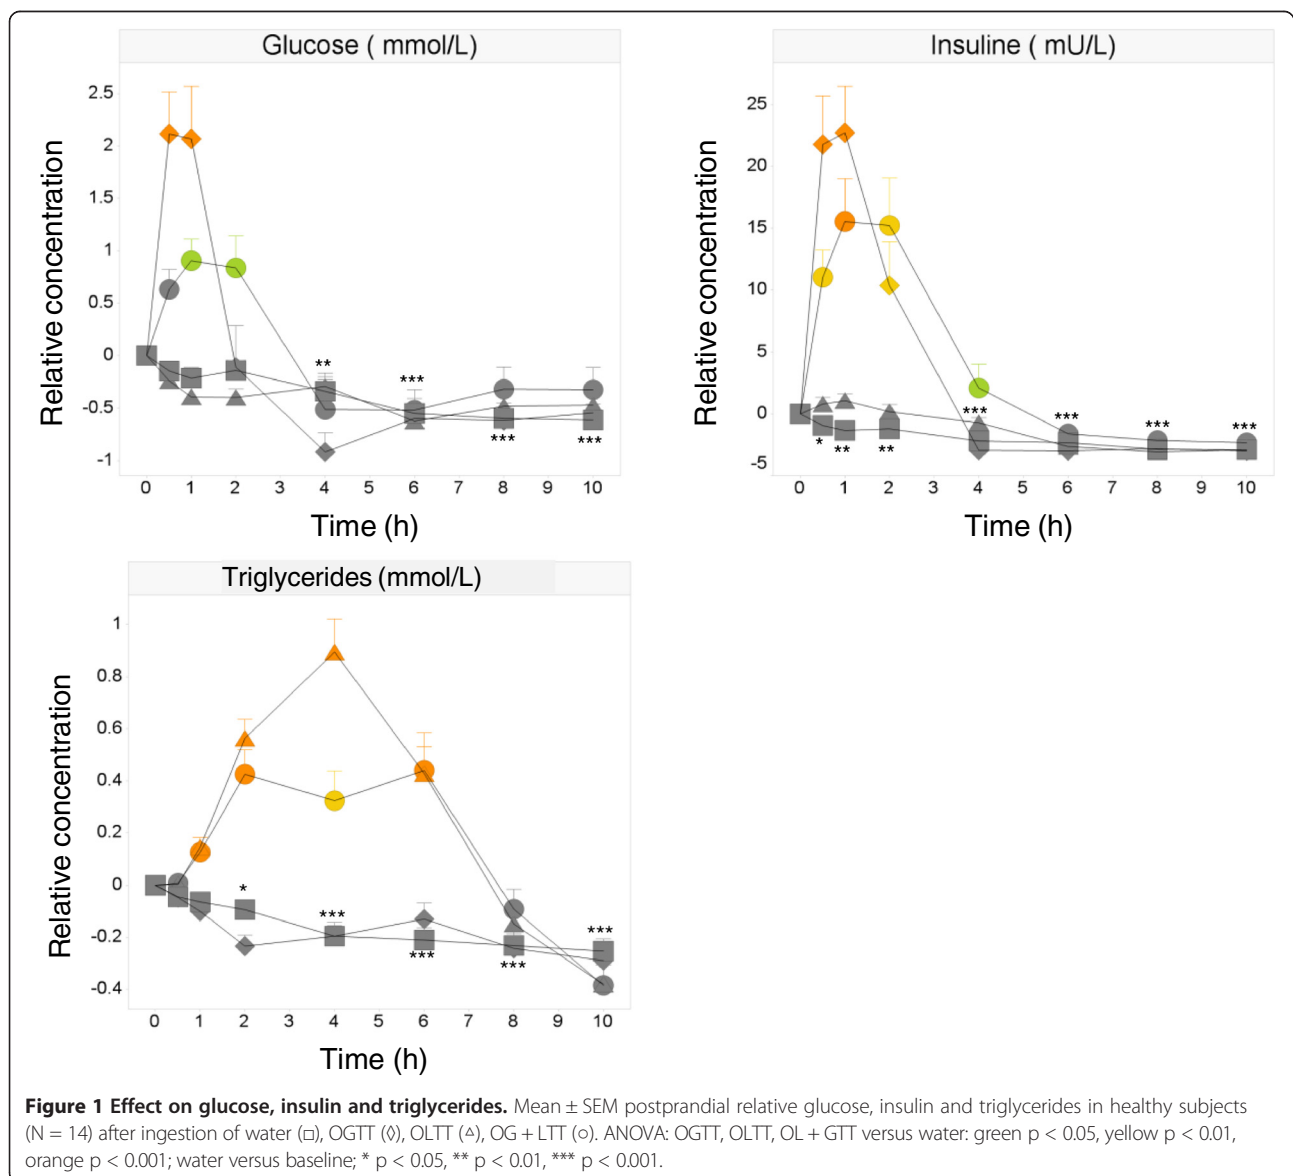 Glucose ( mmol/L)
Relative concentration
2.5
2
1.5
1
0.5
0
-0.5
-1
** *** *** ***
0 1 2 3 4 5 6 7 8 9 10
Time (h)
Insuline ( mU/L)
Relative concentration
25
20
15
10
5
0
-5
* ** ** *** *** *** ***
0 1 2 3 4 5 6 7 8 9 10
Time (h)
Triglycerides (mmol/L)
Relative concentration
1
0.8
0.6
0.4
0.2
0
-0.2
-0.4
* *** *** *** ***
0 1 2 3 4 5 6 7 8 9 10
Time (h)
Figure 1 Effect on glucose, insulin and triglycerides. Mean ± SEM postprandial relative glucose, insulin and triglycerides in healthy subjects
(N = 14) after ingestion of water (□), OGTT (◊), OLTT (△), OG + LTT (○). ANOVA: OGTT, OLTT, OL + GTT versus water: green p < 0.05, yellow p < 0.01,
orange p < 0.001; water versus baseline; * p < 0.05, ** p < 0.01, *** p < 0.001.